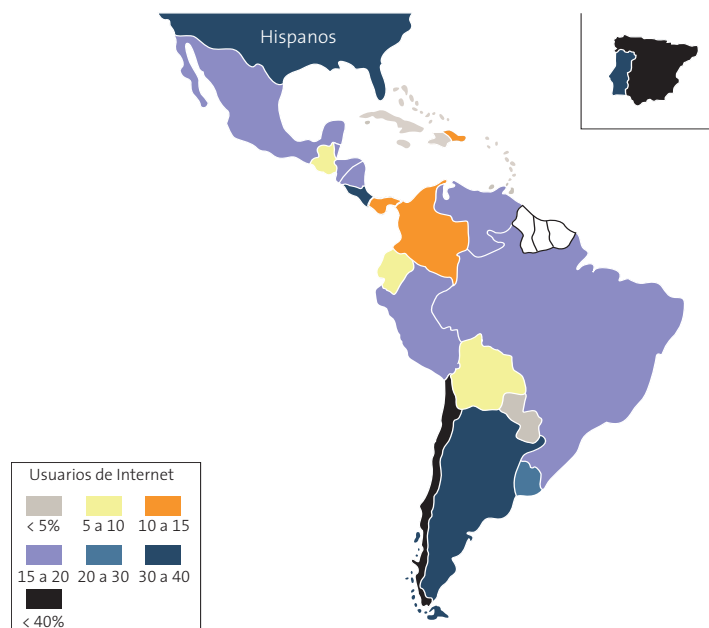 Hispanos
Usuarios de Internet
< 5% 5 a 10 10 a 15
15 a 20 20 a 30 30 a 40
< 40%